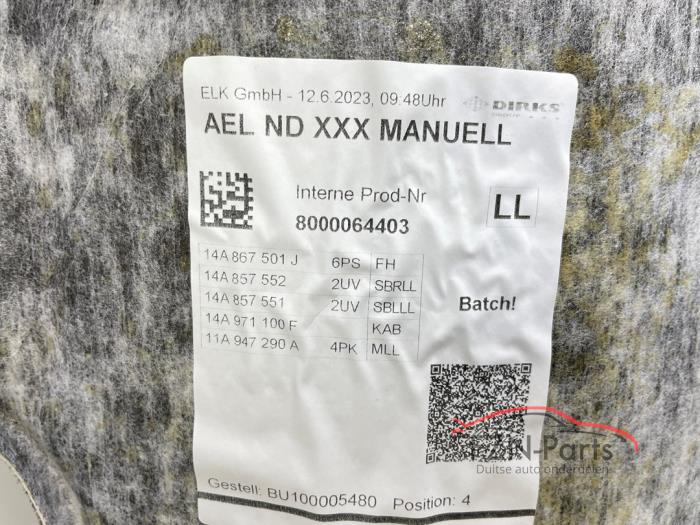 ELK GmbH - 12.6.2023, 09:48Uhr
DIRKS
AEL ND XXX MANUELL
Interne Prod-Nr
8000064403
LL
14A 867 501 J 6PS FH
14A 857 552 2UV SBRLL
14A 857 551 2UV SBLLL
14A 971 100 F KAB
11A 947 290 A 4PK MLL
Batch!
T-ZIN-Parts
Duitse auto onderdelen
Gestell: BU100005480 Position: 4